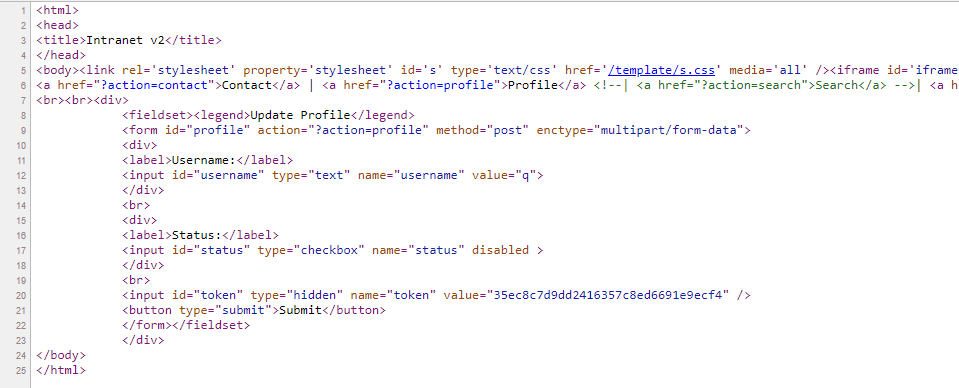 1 <html>
2 <head>
3 <title>Intranet v2</title>
4 </head>
5 <body><link rel='stylesheet' property='stylesheet' id='s' type='text/css' href='/template/s.css' media='all' /><iframe id='iframe
6 <a href="?action=contact">Contact</a> | <a href="?action=profile">Profile</a> <!--| <a href="?action=search">Search</a> -->| <a h
7 <br><br><div>
8 <fieldset><legend>Update Profile</legend>
9 <form id="profile" action="?action=profile" method="post" enctype="multipart/form-data">
10 <div>
11 <label>Username:</label>
12 <input id="username" type="text" name="username" value="q">
13 </div>
14 <br>
15 <div>
16 <label>Status:</label>
17 <input id="status" type="checkbox" name="status" disabled >
18 </div>
19 <br>
20 <input id="token" type="hidden" name="token" value="35ec8c7d9dd2416357c8ed6691e9ecf4" />
21 <button type="submit">Submit</button>
22 </form></fieldset>
23 </div>
24 </body>
25 </html>